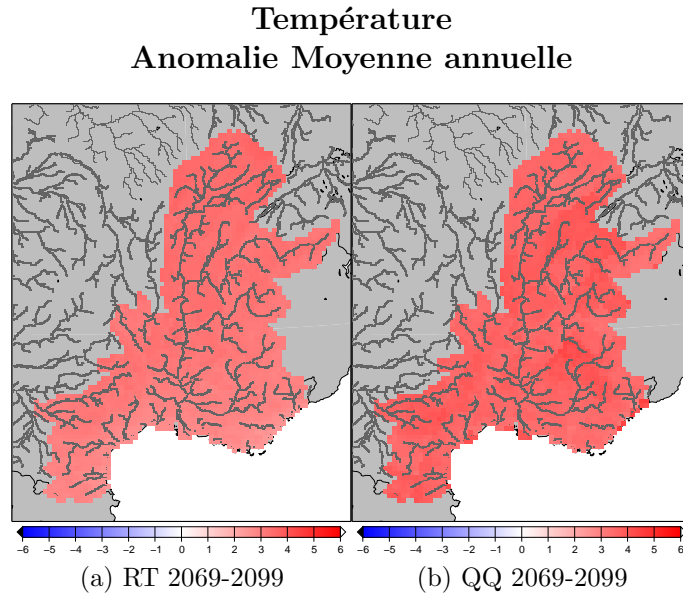 Température
Anomalie Moyenne annuelle
−6 −5 −4 −3 −2 −1 0 1 2 3 4 5 6
−6 −5 −4 −3 −2 −1 0 1 2 3 4 5 6
(a) RT 2069-2099
(b) QQ 2069-2099